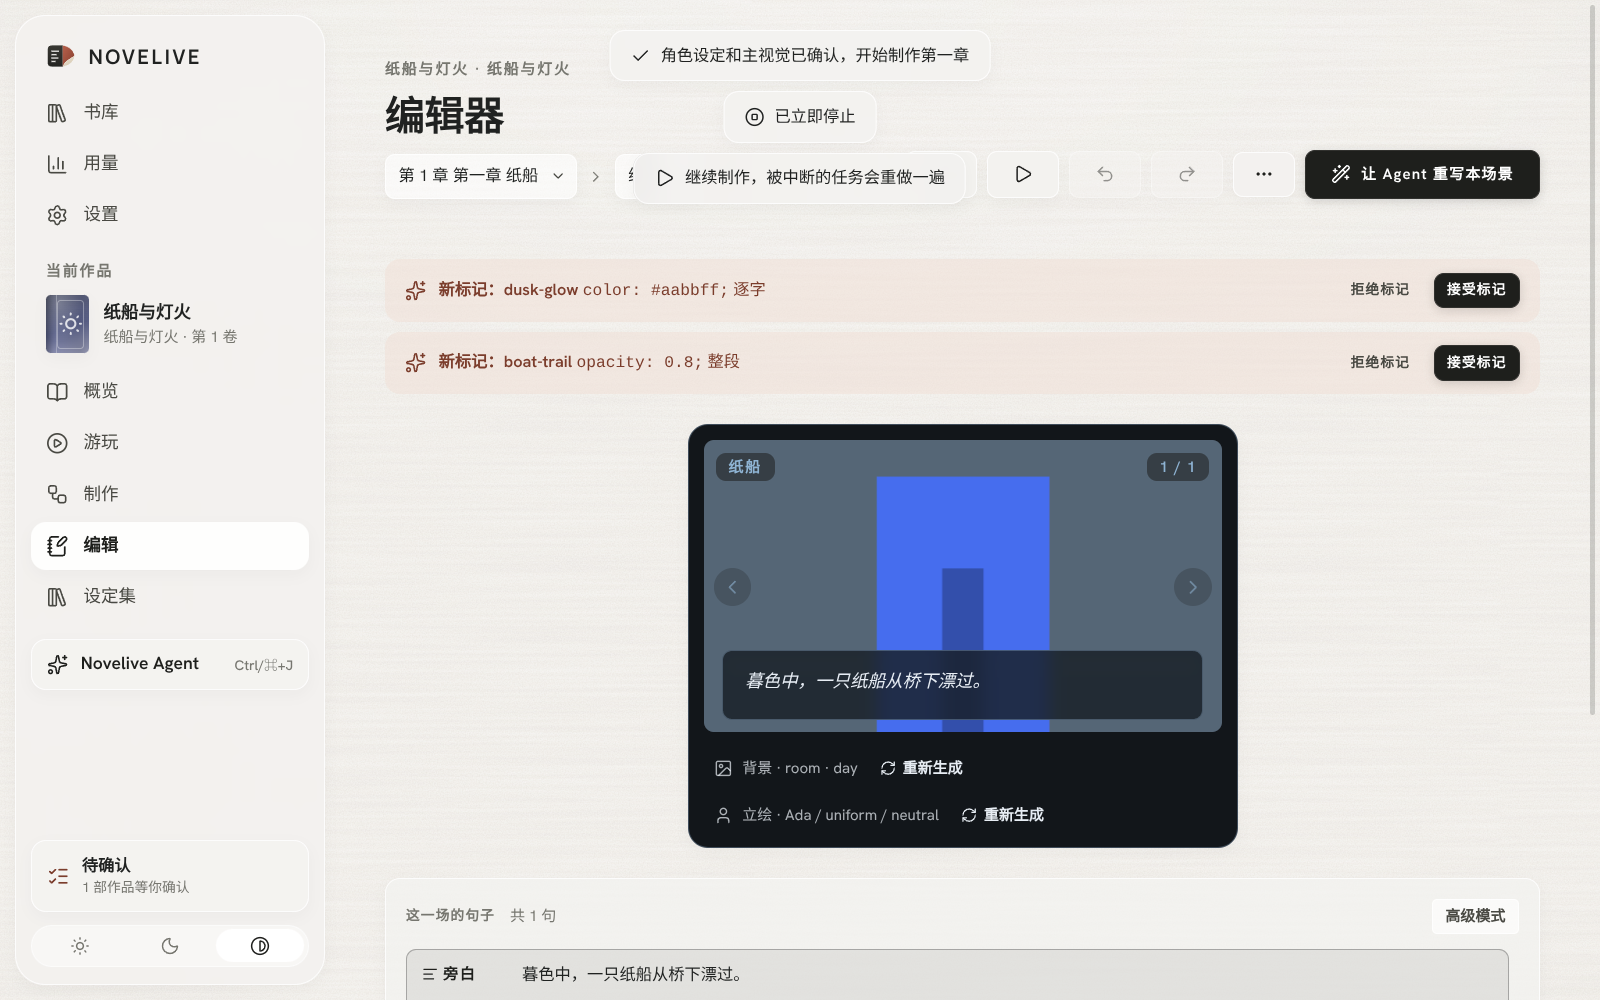 NOVELIVE
书库
用量
设置
当前作品
纸船与灯火
纸船与灯火 · 第 1 卷
概览
游玩
制作
编辑
设定集
Novelive Agent Ctrl/⌘+J
待确认
1 部作品等你确认
纸船与灯火 · 纸船与灯火
编辑器
角色设定和主视觉已确认，开始制作第一章
已立即停止
继续制作，被中断的任务会重做一遍
第 1 章 第一章 纸船
让 Agent 重写本场景
新标记：dusk-glow color: #aabbff; 逐字
拒绝标记 接受标记
新标记：boat-trail opacity: 0.8; 整段
拒绝标记 接受标记
纸船 1 / 1
暮色中，一只纸船从桥下漂过。
背景 · room · day 重新生成
立绘 · Ada / uniform / neutral 重新生成
这一场的句子 共 1 句 高级模式
旁白 暮色中，一只纸船从桥下漂过。